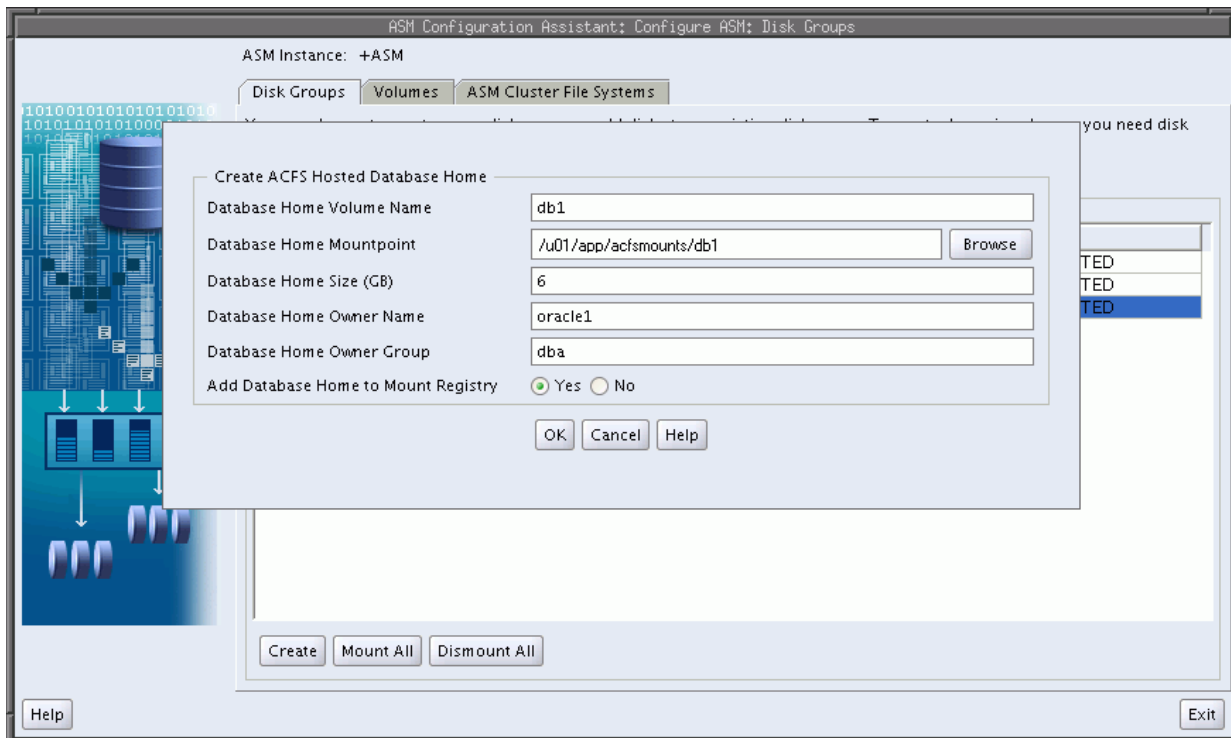 ASM Configuration Assistant: Configure ASM: Disk Groups
ASM Instance: +ASM
Disk Groups Volumes ASM Cluster File Systems
you need disk
Create ACFS Hosted Database Home
Database Home Volume Name db1
Database Home Mountpoint /u01/app/acfsmounts/db1 Browse
Database Home Size (GB) 6
Database Home Owner Name oracle1
Database Home Owner Group dba
Add Database Home to Mount Registry Yes No
OK Cancel Help
TED
TED
TED
Create Mount All Dismount All
Help Exit